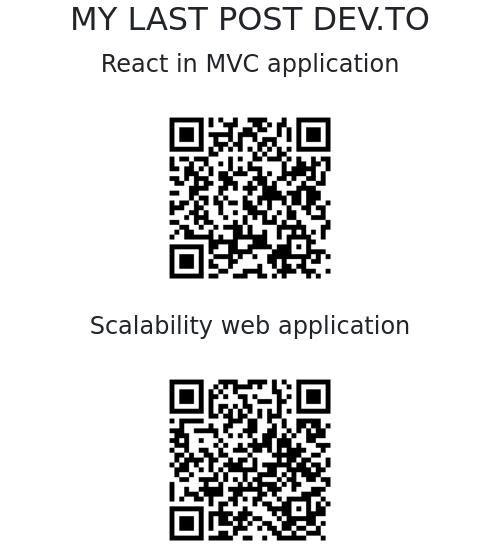 MY LAST POST DEV.TO
React in MVC application
Scalability web application